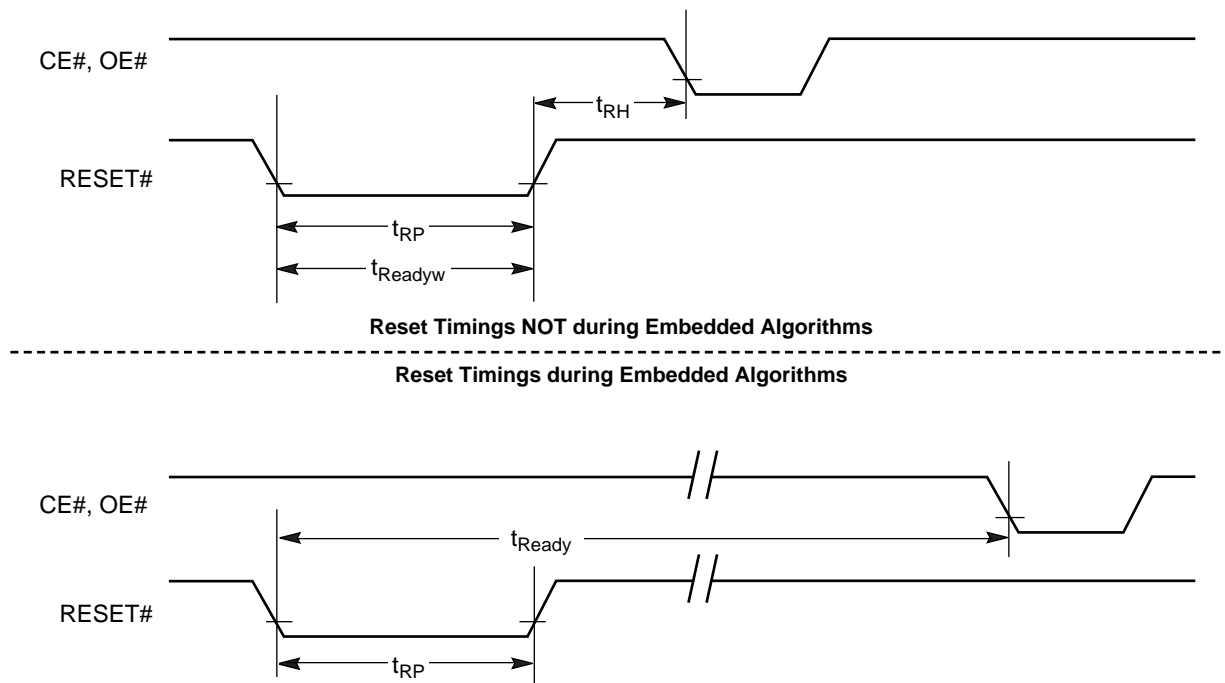 CE#, OE#
tRH
RESET#
tRP
tReadyw
Reset Timings NOT during Embedded Algorithms
Reset Timings during Embedded Algorithms
CE#, OE#
tReady
RESET#
tRP